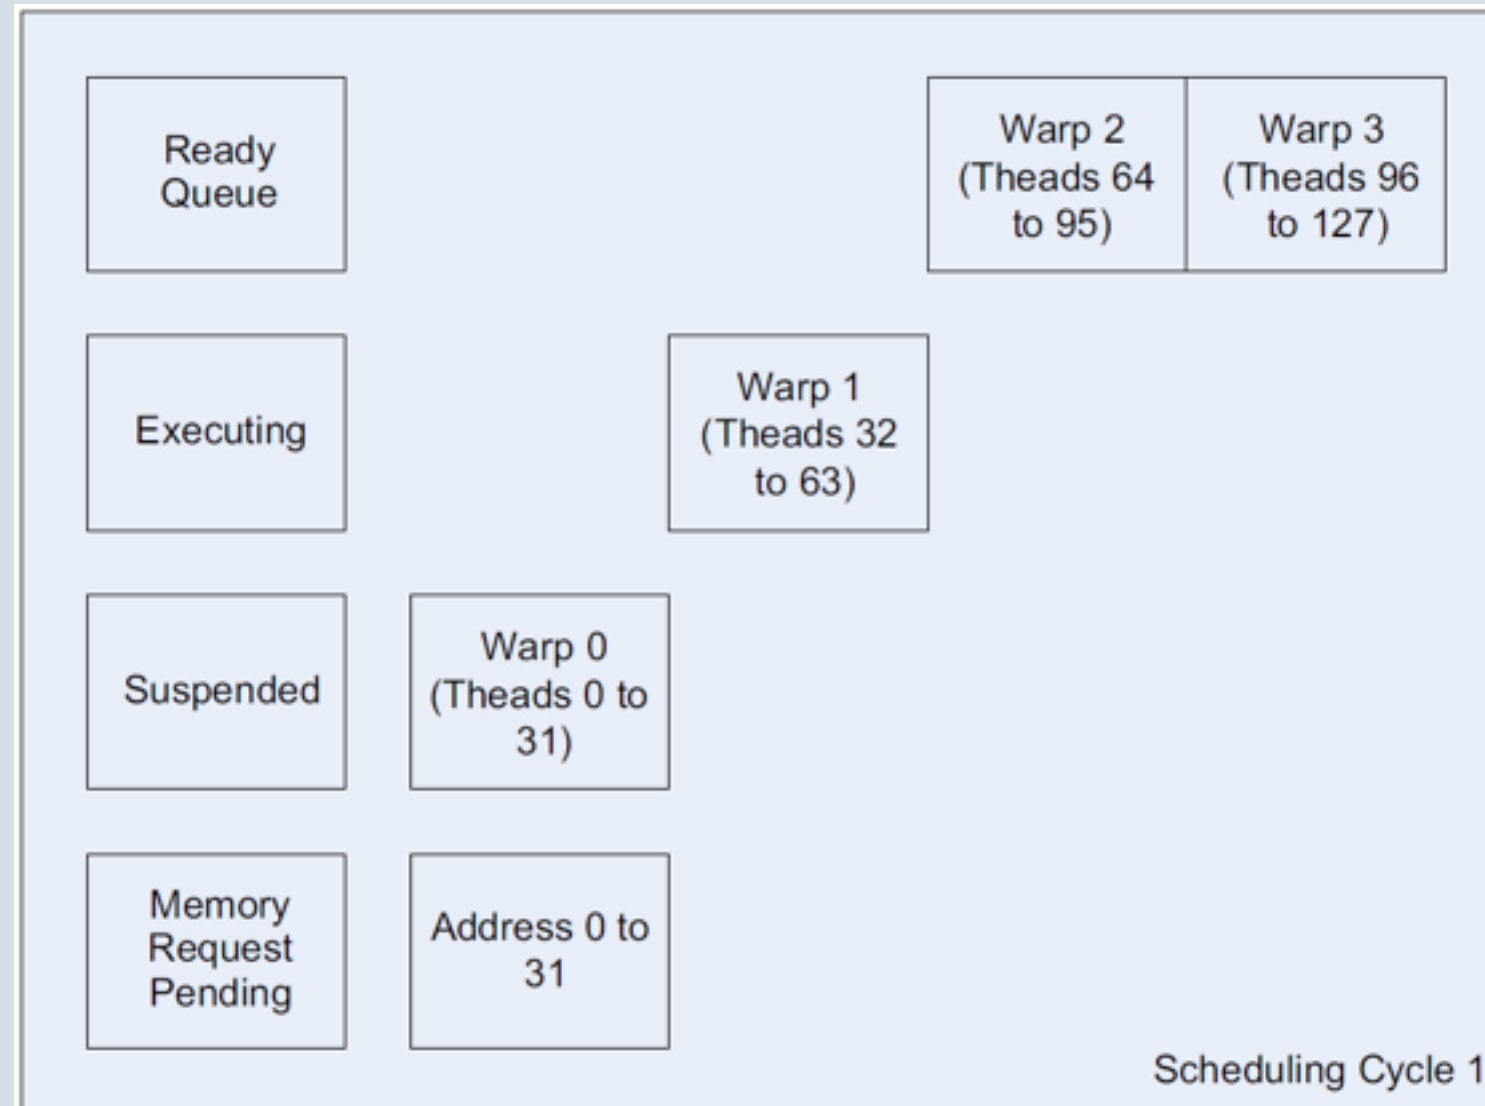 Ready
Queue
Warp 2
(Theads 64
to 95)
Warp 3
(Theads 96
to 127)
Executing
Warp 1
(Theads 32
to 63)
Suspended
Warp 0
(Theads 0 to
31)
Memory
Request
Pending
Address 0 to
31
Scheduling Cycle 1